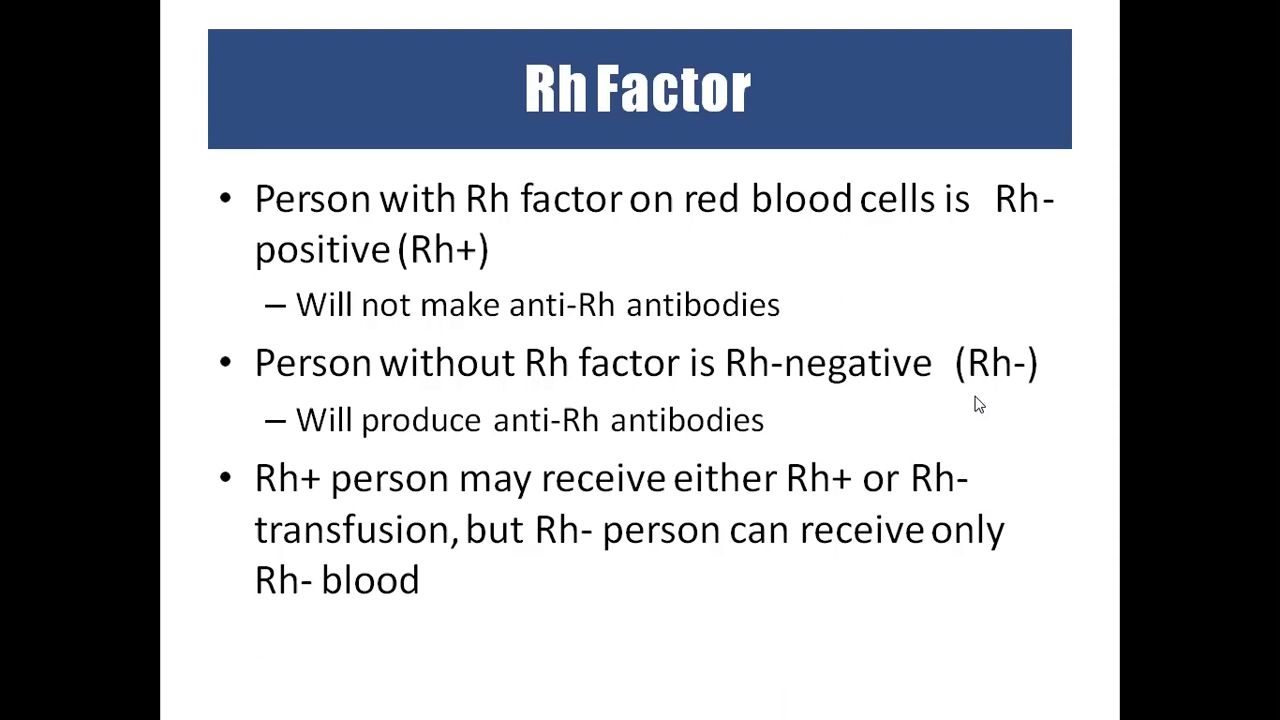 Rh Factor
• Person with Rh factor on red blood cells is Rh-
positive (Rh+)
– Will not make anti-Rh antibodies
• Person without Rh factor is Rh-negative (Rh-)
– Will produce anti-Rh antibodies
• Rh+ person may receive either Rh+ or Rh-
transfusion, but Rh- person can receive only
Rh- blood